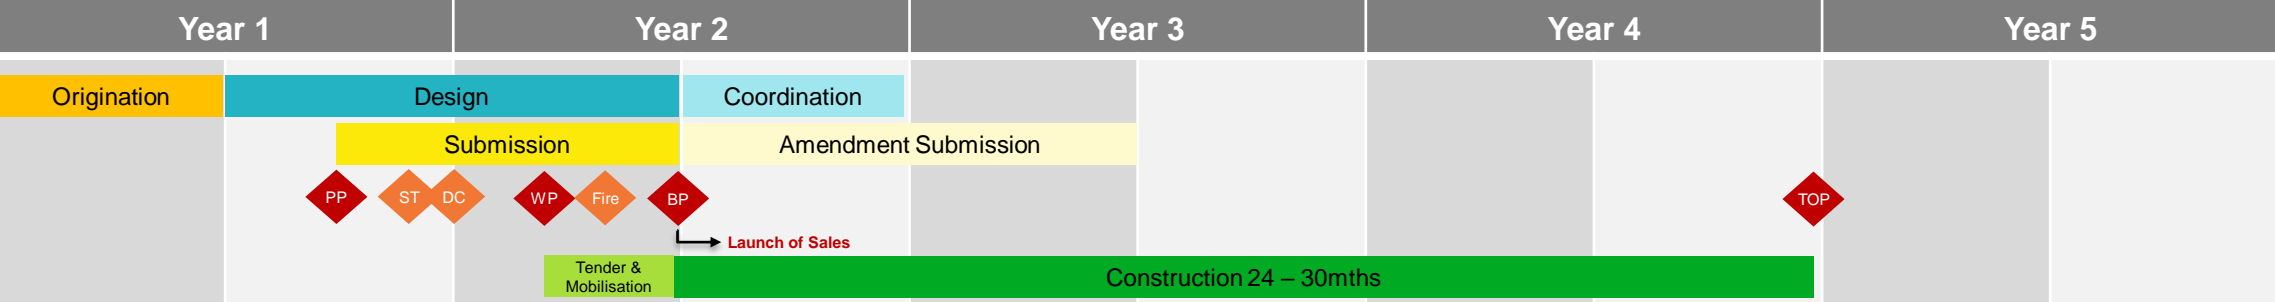 Year 1
Year 2
Year 3
Year 4
Year 5
Origination
Design
Coordination
Submission
Amendment Submission
PP
ST
DC
WP
Fire
BP
TOP
Launch of Sales
Tender &
Mobilisation
Construction 24 – 30mths